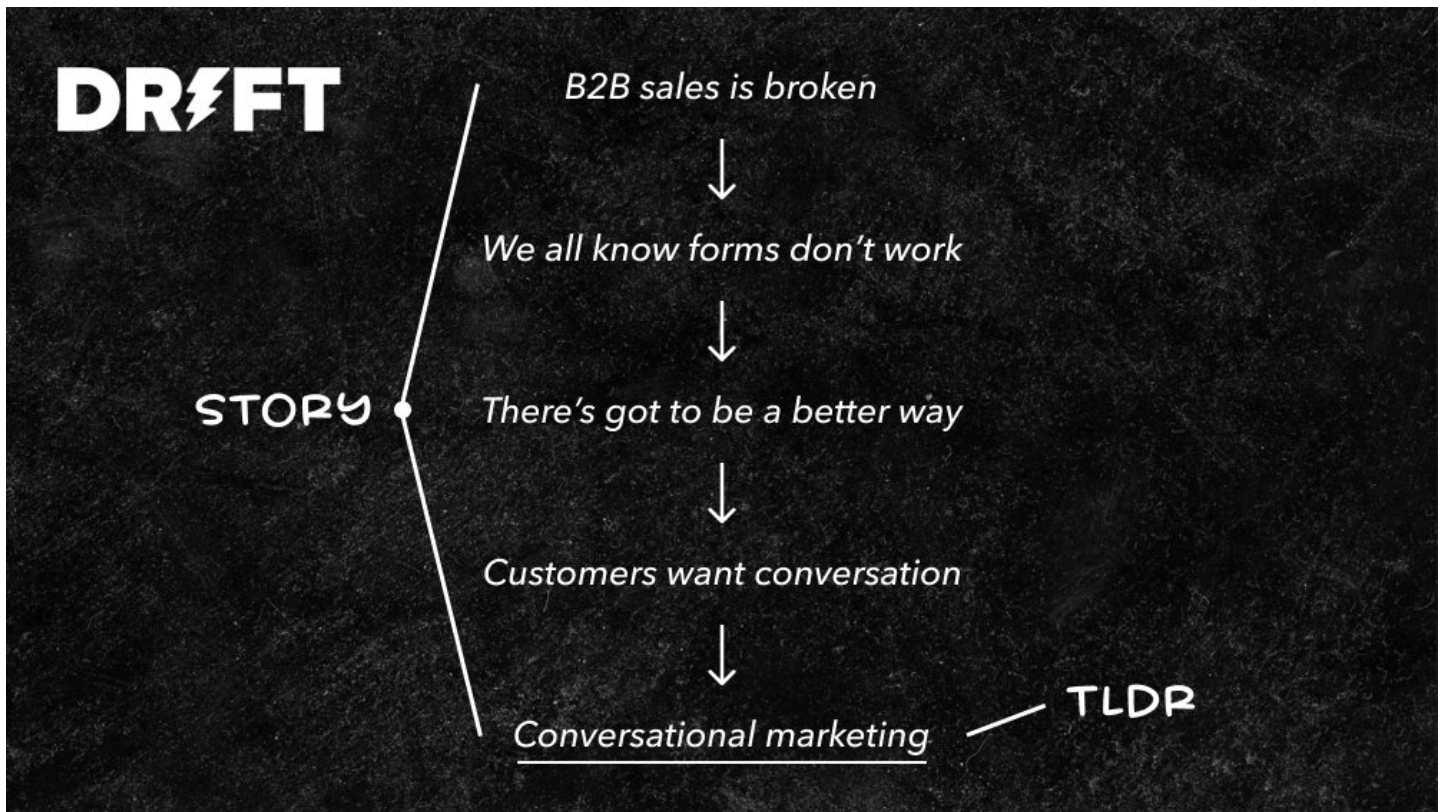 DRIFT
B2B sales is broken
We all know forms don't work
STORY
There's got to be a better way
Customers want conversation
Conversational marketing
TLDR